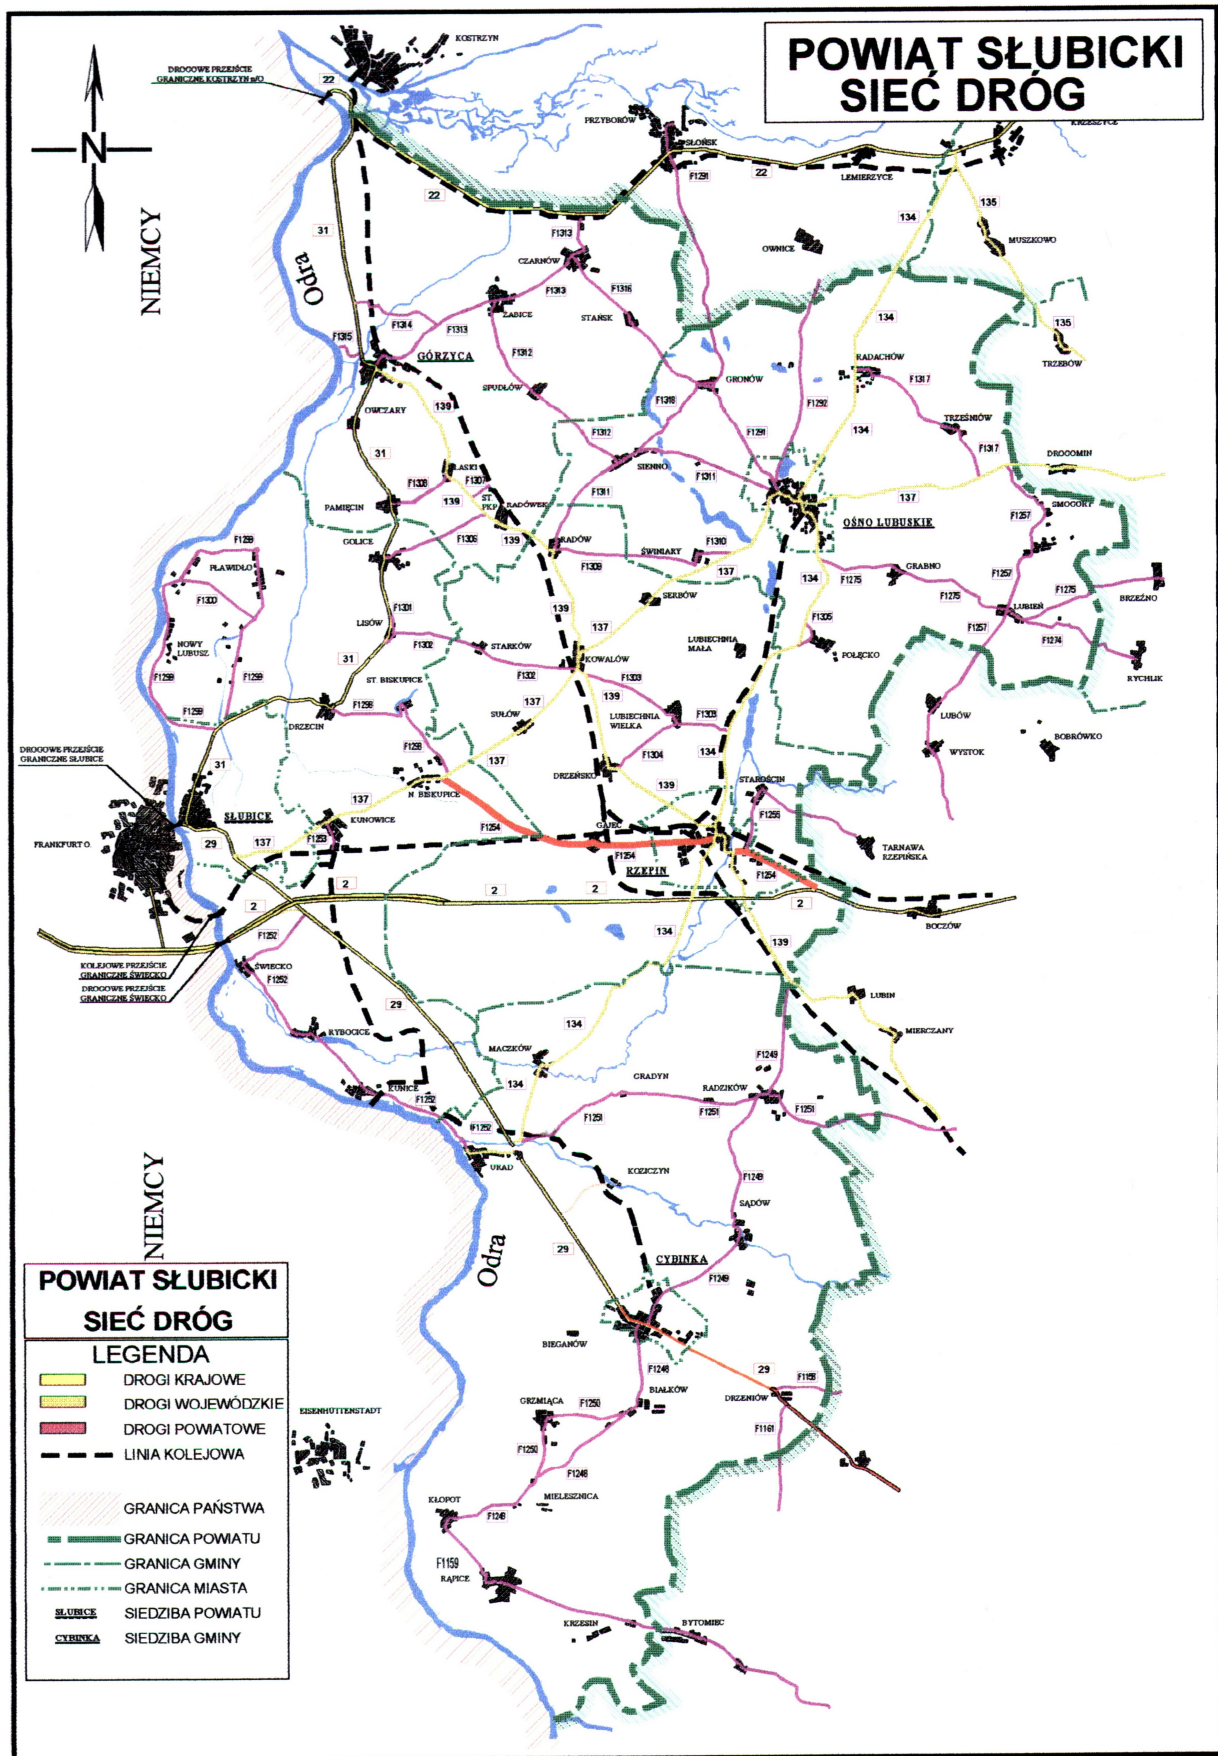 POWIAT SŁUBICKI
SIEĆ DRÓG
KOSTRZYN
DROGOWE PRZEJŚCIE
GRANICZNE KOSTRZYN n/O
22
N
NIEMCY
Odra
31
PRZYBORÓW
SŁOŃSK
F1291
22
LEMIERZYCE
KRZESZYCE
22
134
135
MUSZKOWO
OWNICE
F1313
CZARNÓW
F1313
ŻABICE
F1316
STAŃSK
134
135
TRZEBÓW
F1315
F1314
F1313
GÓRZYCA
F1312
SPUDŁÓW
F1318
GRONÓW
F1292
RADACHÓW
F1317
139
OWCZARY
F1312
F1291
134
TRZEŚNIÓW
F1317
31
ŁASKI
F1307
SIENNO
F1311
DROGOMIN
F1308
139
ST.
PKP
RADÓWEK
F1311
137
PAMIĘCIN
F1257
SMOGORY
GOLICE
F1306
139
RADÓW
ŚWINIARY
F1310
OŚNO LUBUSKIE
F1299
PŁAWIDŁO
F1309
137
134
F1275
GRABNO
F1257
F1300
F1301
139
SERBÓW
F1275
F1275
BRZEŹNO
LISÓW
137
F1305
LUBIEŃ
NOWY
LUBUSZ
F1302
STARKÓW
LUBIECHNIA
MAŁA
POŁĘCKO
F1257
F1274
F1299
F1299
31
KOWALÓW
F1302
F1303
RYCHLIK
ST. BISKUPICE
137
139
F1299
DRZECIN
F1298
SUŁÓW
LUBIECHNIA
WIELKA
F1303
LUBÓW
F1298
F1304
134
WYSTOK
BOBRÓWKO
DROGOWE PRZEJŚCIE
GRANICZNE SŁUBICE
31
137
DRZEŃSKO
139
STAROŚCIN
137
N. BISKUPICE
SŁUBICE
KUNOWICE
F1254
GAJEC
F1255
FRANKFURT O.
29
137
F1253
F1254
RZEPIN
F1254
TARNAWA
RZEPIŃSKA
2
2
2
2
2
BOCZÓW
F1252
134
139
KOLEJOWE PRZEJŚCIE
GRANICZNE ŚWIECKO
DROGOWE PRZEJŚCIE
GRANICZNE ŚWIECKO
ŚWIECKO
F1252
29
LUBIN
RYBOCICE
134
MIERCZANY
MACZKÓW
F1249
KUNICE
134
GRADYN
RADZIKÓW
F1252
F1251
F1251
F1251
F1252
URAD
NIEMCY
KOZICZYN
F1249
SĄDÓW
Odra
29
CYBINKA
F1249
POWIAT SŁUBICKI
SIEĆ DRÓG
LEGENDA
DROGI KRAJOWE
DROGI WOJEWÓDZKIE
DROGI POWIATOWE
LINIA KOLEJOWA
GRANICA PAŃSTWA
GRANICA POWIATU
GRANICA GMINY
GRANICA MIASTA
SŁUBICE SIEDZIBA POWIATU
CYBINKA SIEDZIBA GMINY
BIEGANÓW
F1248
29
F1158
BIAŁKÓW
DRZENIÓW
EISENHÜTTENSTADT
GRZMIĄCA
F1250
F1161
F1250
F1248
KŁOPOT
MIELESZNICA
F1248
F1159
RĄPICE
KRZESIN
BYTOMIEC